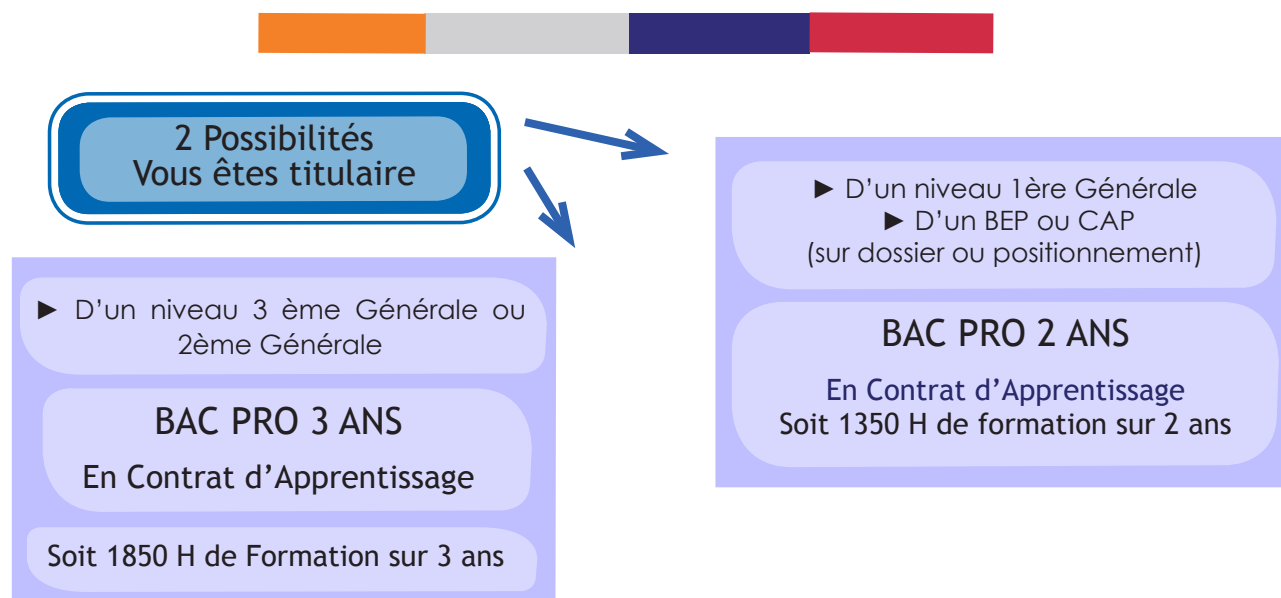 2 Possibilités
Vous êtes titulaire
► D'un niveau 3 ème Générale ou
2ème Générale
BAC PRO 3 ANS
En Contrat d'Apprentissage
Soit 1850 H de Formation sur 3 ans
► D'un niveau 1ère Générale
► D'un BEP ou CAP
(sur dossier ou positionnement)
BAC PRO 2 ANS
En Contrat d'Apprentissage
Soit 1350 H de formation sur 2 ans